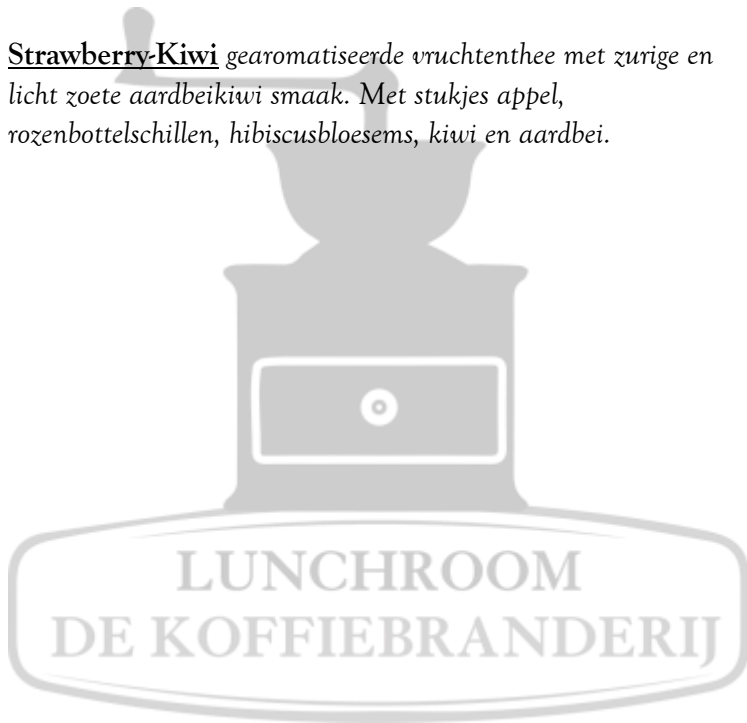 Strawberry-Kiwi gearomatiseerde vruchtenthee met zurige en
licht zoete aardbeikiwi smaak. Met stukjes appel,
rozenbottelschillen, hibiscusbloesems, kiwi en aardbei.
LUNCHROOM
DE KOFFIEBRANDERIJ